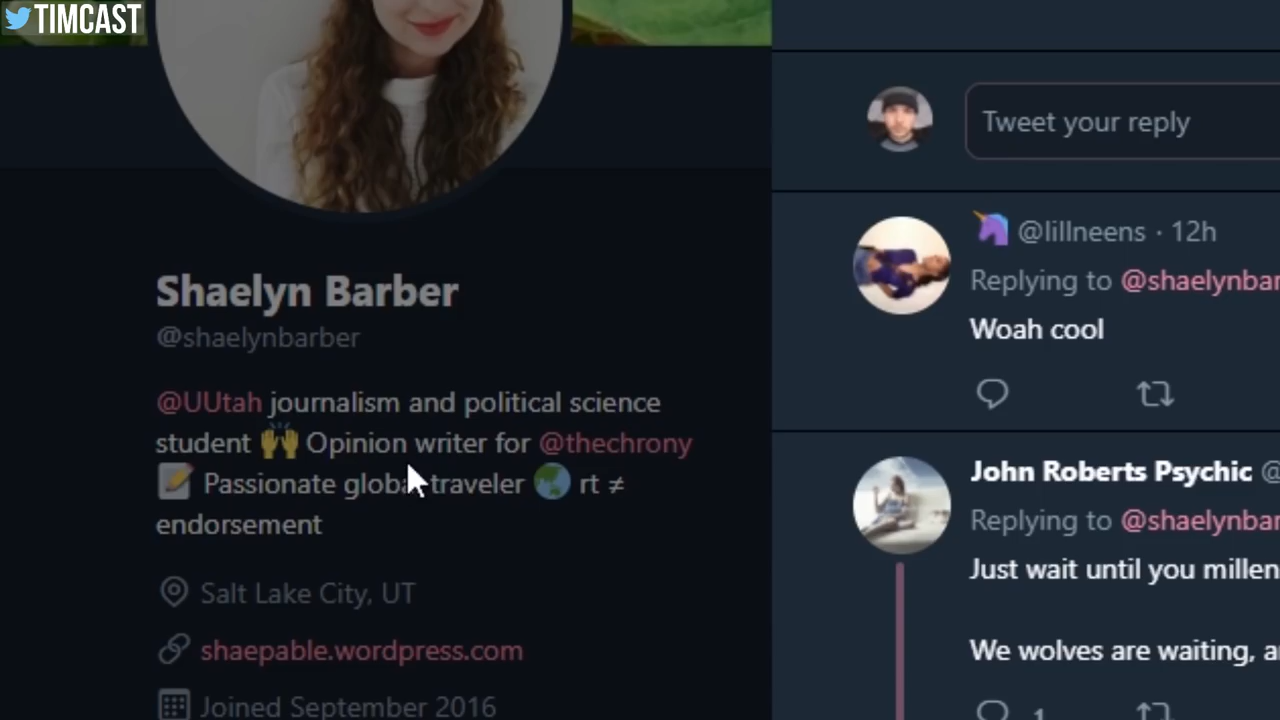 TIMCAST
Shaelyn Barber
@shaelynbarber
@UUtah journalism and political science
student 🙌 Opinion writer for @thechrony
📝 Passionate global traveler 🌏 rt ≠
endorsement
Salt Lake City, UT
shaepable.wordpress.com
Joined September 2016
Tweet your reply
🦄 @lillneens · 12h
Replying to @shaelynbar
Woah cool
John Roberts Psychic @
Replying to @shaelynbar
Just wait until you millen
We wolves are waiting, a
1